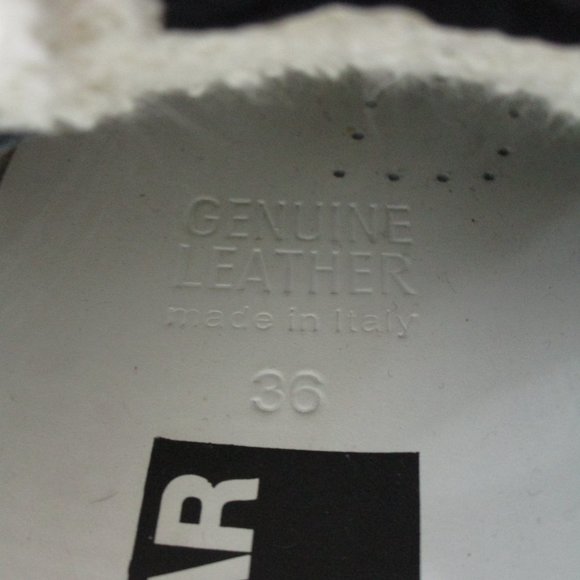 GENUINE
LEATHER
made in Italy
36
AR